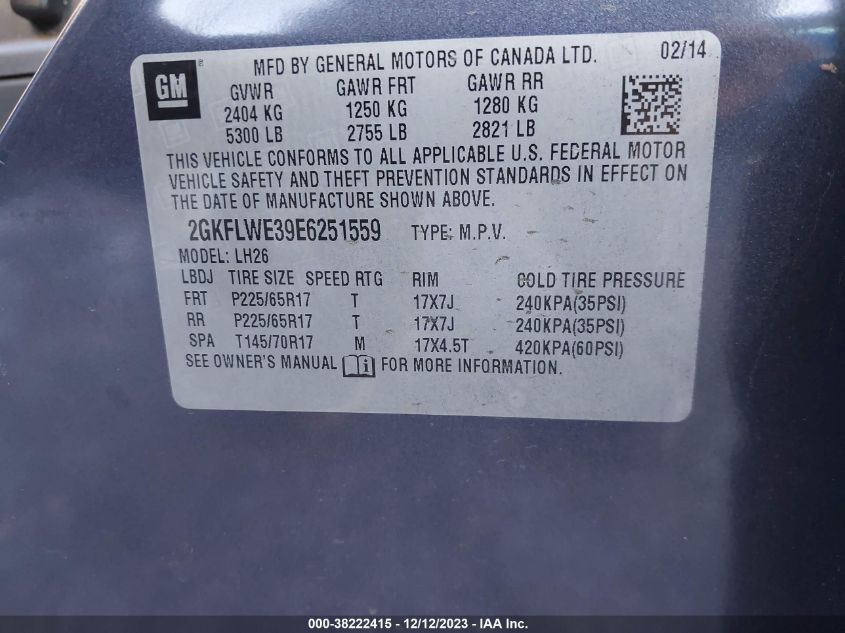 GM ®
MFD BY GENERAL MOTORS OF CANADA LTD. 02/14
GVWR GAWR FRT GAWR RR
2404 KG 1250 KG 1280 KG
5300 LB 2755 LB 2821 LB
THIS VEHICLE CONFORMS TO ALL APPLICABLE U.S. FEDERAL MOTOR
VEHICLE SAFETY AND THEFT PREVENTION STANDARDS IN EFFECT ON
THE DATE OF MANUFACTURE SHOWN ABOVE.
2GKFLWE39E6251559 TYPE: M.P.V.
MODEL: LH26
LBDJ TIRE SIZE SPEED RTG RIM COLD TIRE PRESSURE
FRT P225/65R17 T 17X7J 240KPA(35PSI)
RR P225/65R17 T 17X7J 240KPA(35PSI)
SPA T145/70R17 M 17X4.5T 420KPA(60PSI)
SEE OWNER'S MANUAL i FOR MORE INFORMATION.
000-38222415 - 12/12/2023 - IAA Inc.